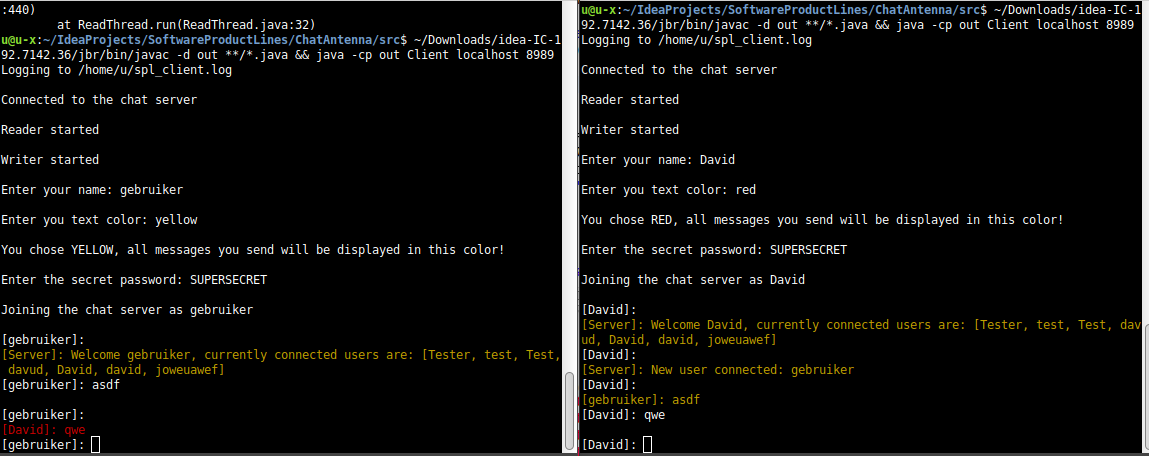 :440)
        at ReadThread.run(ReadThread.java:32)
u@u-x:~/IdeaProjects/SoftwareProductLines/ChatAntenna/src$ ~/Downloads/idea-IC-1
92.7142.36/jbr/bin/javac -d out **/*.java && java -cp out Client localhost 8989
Logging to /home/u/spl_client.log
Connected to the chat server
Reader started
Writer started
Enter your name: gebruiker
Enter you text color: yellow
You chose YELLOW, all messages you send will be displayed in this color!
Enter the secret password: SUPERSECRET
Joining the chat server as gebruiker
[gebruiker]:
[Server]: Welcome gebruiker, currently connected users are: [Tester, test, Test,
 davud, David, david, joweuawef]
[gebruiker]: asdf
[gebruiker]:
[David]: qwe
[gebruiker]:
u@u-x:~/IdeaProjects/SoftwareProductLines/ChatAntenna/src$ ~/Downloads/idea-IC-1
92.7142.36/jbr/bin/javac -d out **/*.java && java -cp out Client localhost 8989
Logging to /home/u/spl_client.log
Connected to the chat server
Reader started
Writer started
Enter your name: David
Enter you text color: red
You chose RED, all messages you send will be displayed in this color!
Enter the secret password: SUPERSECRET
Joining the chat server as David
[David]:
[Server]: Welcome David, currently connected users are: [Tester, test, Test, dav
ud, David, david, joweuawef]
[David]:
[Server]: New user connected: gebruiker
[David]:
[gebruiker]: asdf
[David]: qwe
[David]: